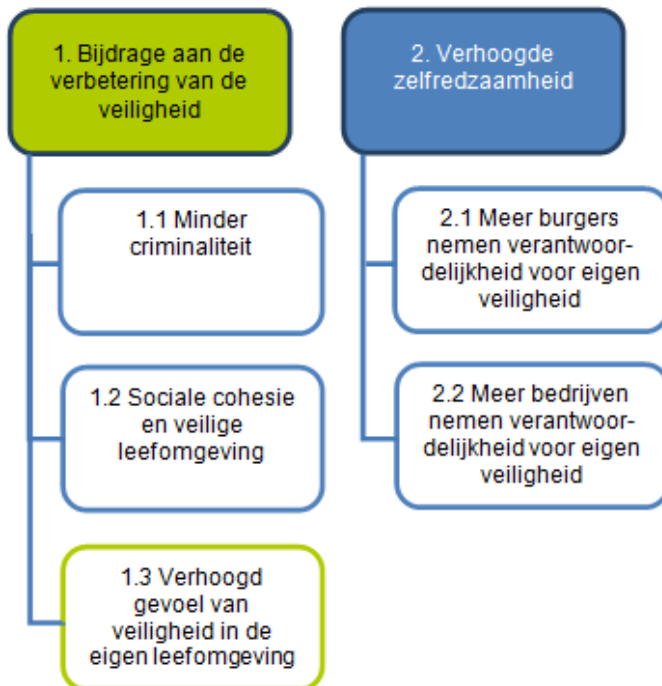 1. Bijdrage aan de
verbetering van de
veiligheid
1.1 Minder
criminaliteit
1.2 Sociale cohesie
en veilige
leefomgeving
1.3 Verhoogd
gevoel van
veiligheid in de
eigen leefomgeving
2. Verhoogde
zelfredzaamheid
2.1 Meer burgers
nemen verantwoor-
delijkheid voor eigen
veiligheid
2.2 Meer bedrijven
nemen verantwoor-
delijkheid voor eigen
veiligheid